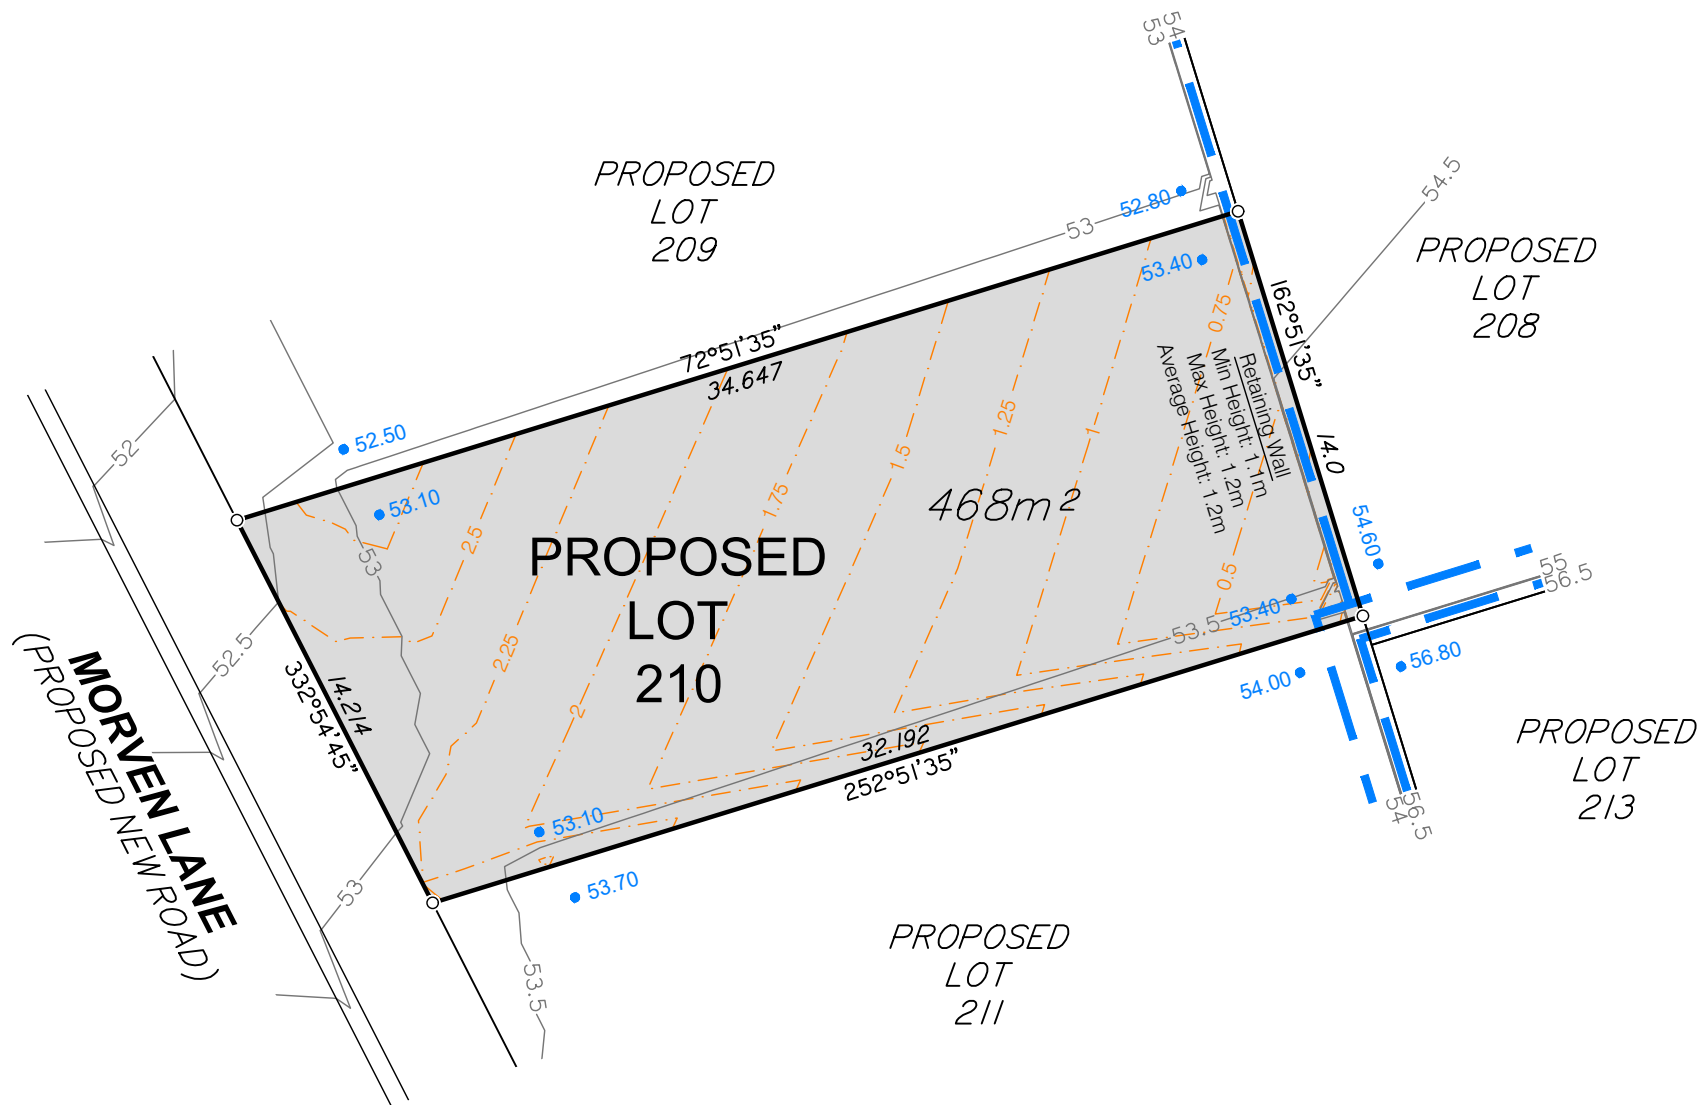 54
53
54.5
PROPOSED
LOT
209
52.80
53
53.40
PROPOSED
LOT
208
162°51'35"
0.75
72°51'35"
34.647
Retaining Wall
Min Height: 1.1m
Max Height: 1.2m
Average Height: 1.2m
52.50
52
53.10
2.5
1.75
1.5
1.25
1
14.0
468m²
54.60
53
PROPOSED
LOT
210
0.5
53.40
53.5
55
56.5
52.5
2.25
2
54.00
56.80
14.214
332°54'45"
MORVEN LANE
(PROPOSED NEW ROAD)
32.192
252°51'35"
PROPOSED
LOT
213
53.10
54
56.5
53
53.70
53.5
PROPOSED
LOT
211